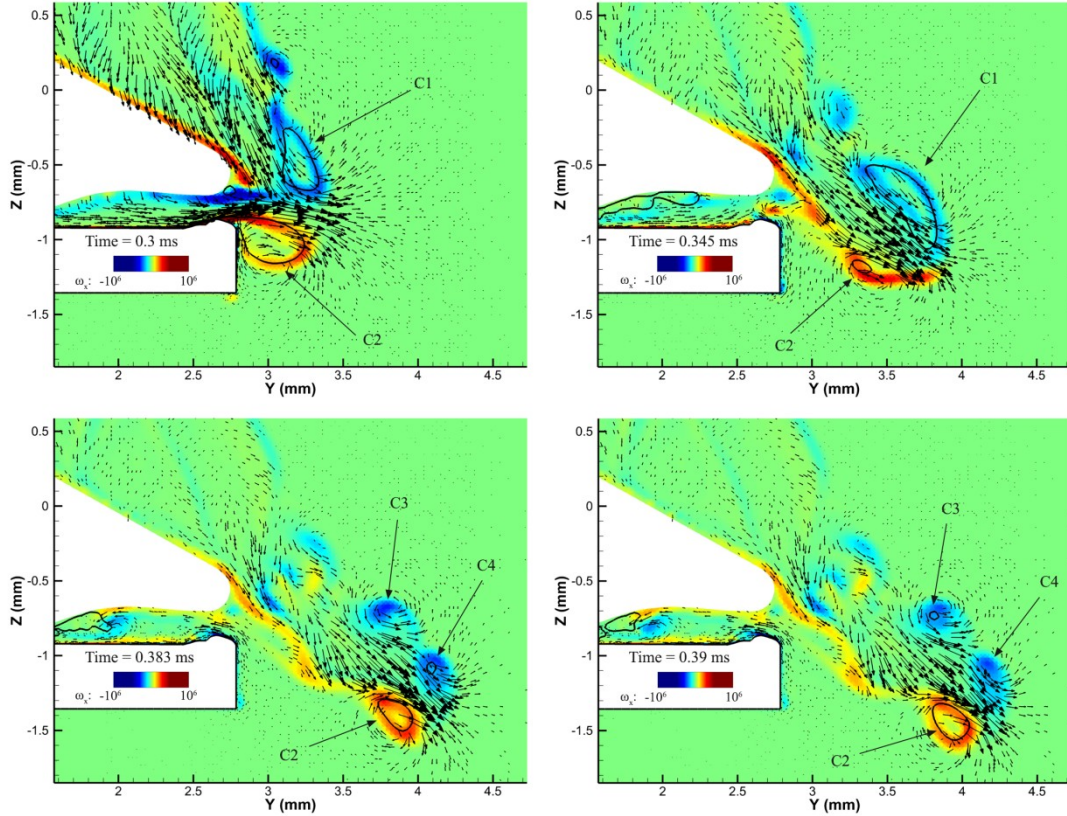 0.5
0
-0.5
-1
-1.5
Z (mm)
C1
Time = 0.3 ms
ωx: -10⁶ 10⁶
C2
2 2.5 3 3.5 4 4.5
Y (mm)
0.5
0
-0.5
-1
-1.5
Z (mm)
C1
Time = 0.345 ms
ωx: -10⁶ 10⁶
C2
2 2.5 3 3.5 4 4.5
Y (mm)
0.5
0
-0.5
-1
-1.5
Z (mm)
C3
C4
Time = 0.383 ms
ωx: -10⁶ 10⁶
C2
2 2.5 3 3.5 4 4.5
Y (mm)
0.5
0
-0.5
-1
-1.5
Z (mm)
C3
C4
Time = 0.39 ms
ωx: -10⁶ 10⁶
C2
2 2.5 3 3.5 4 4.5
Y (mm)